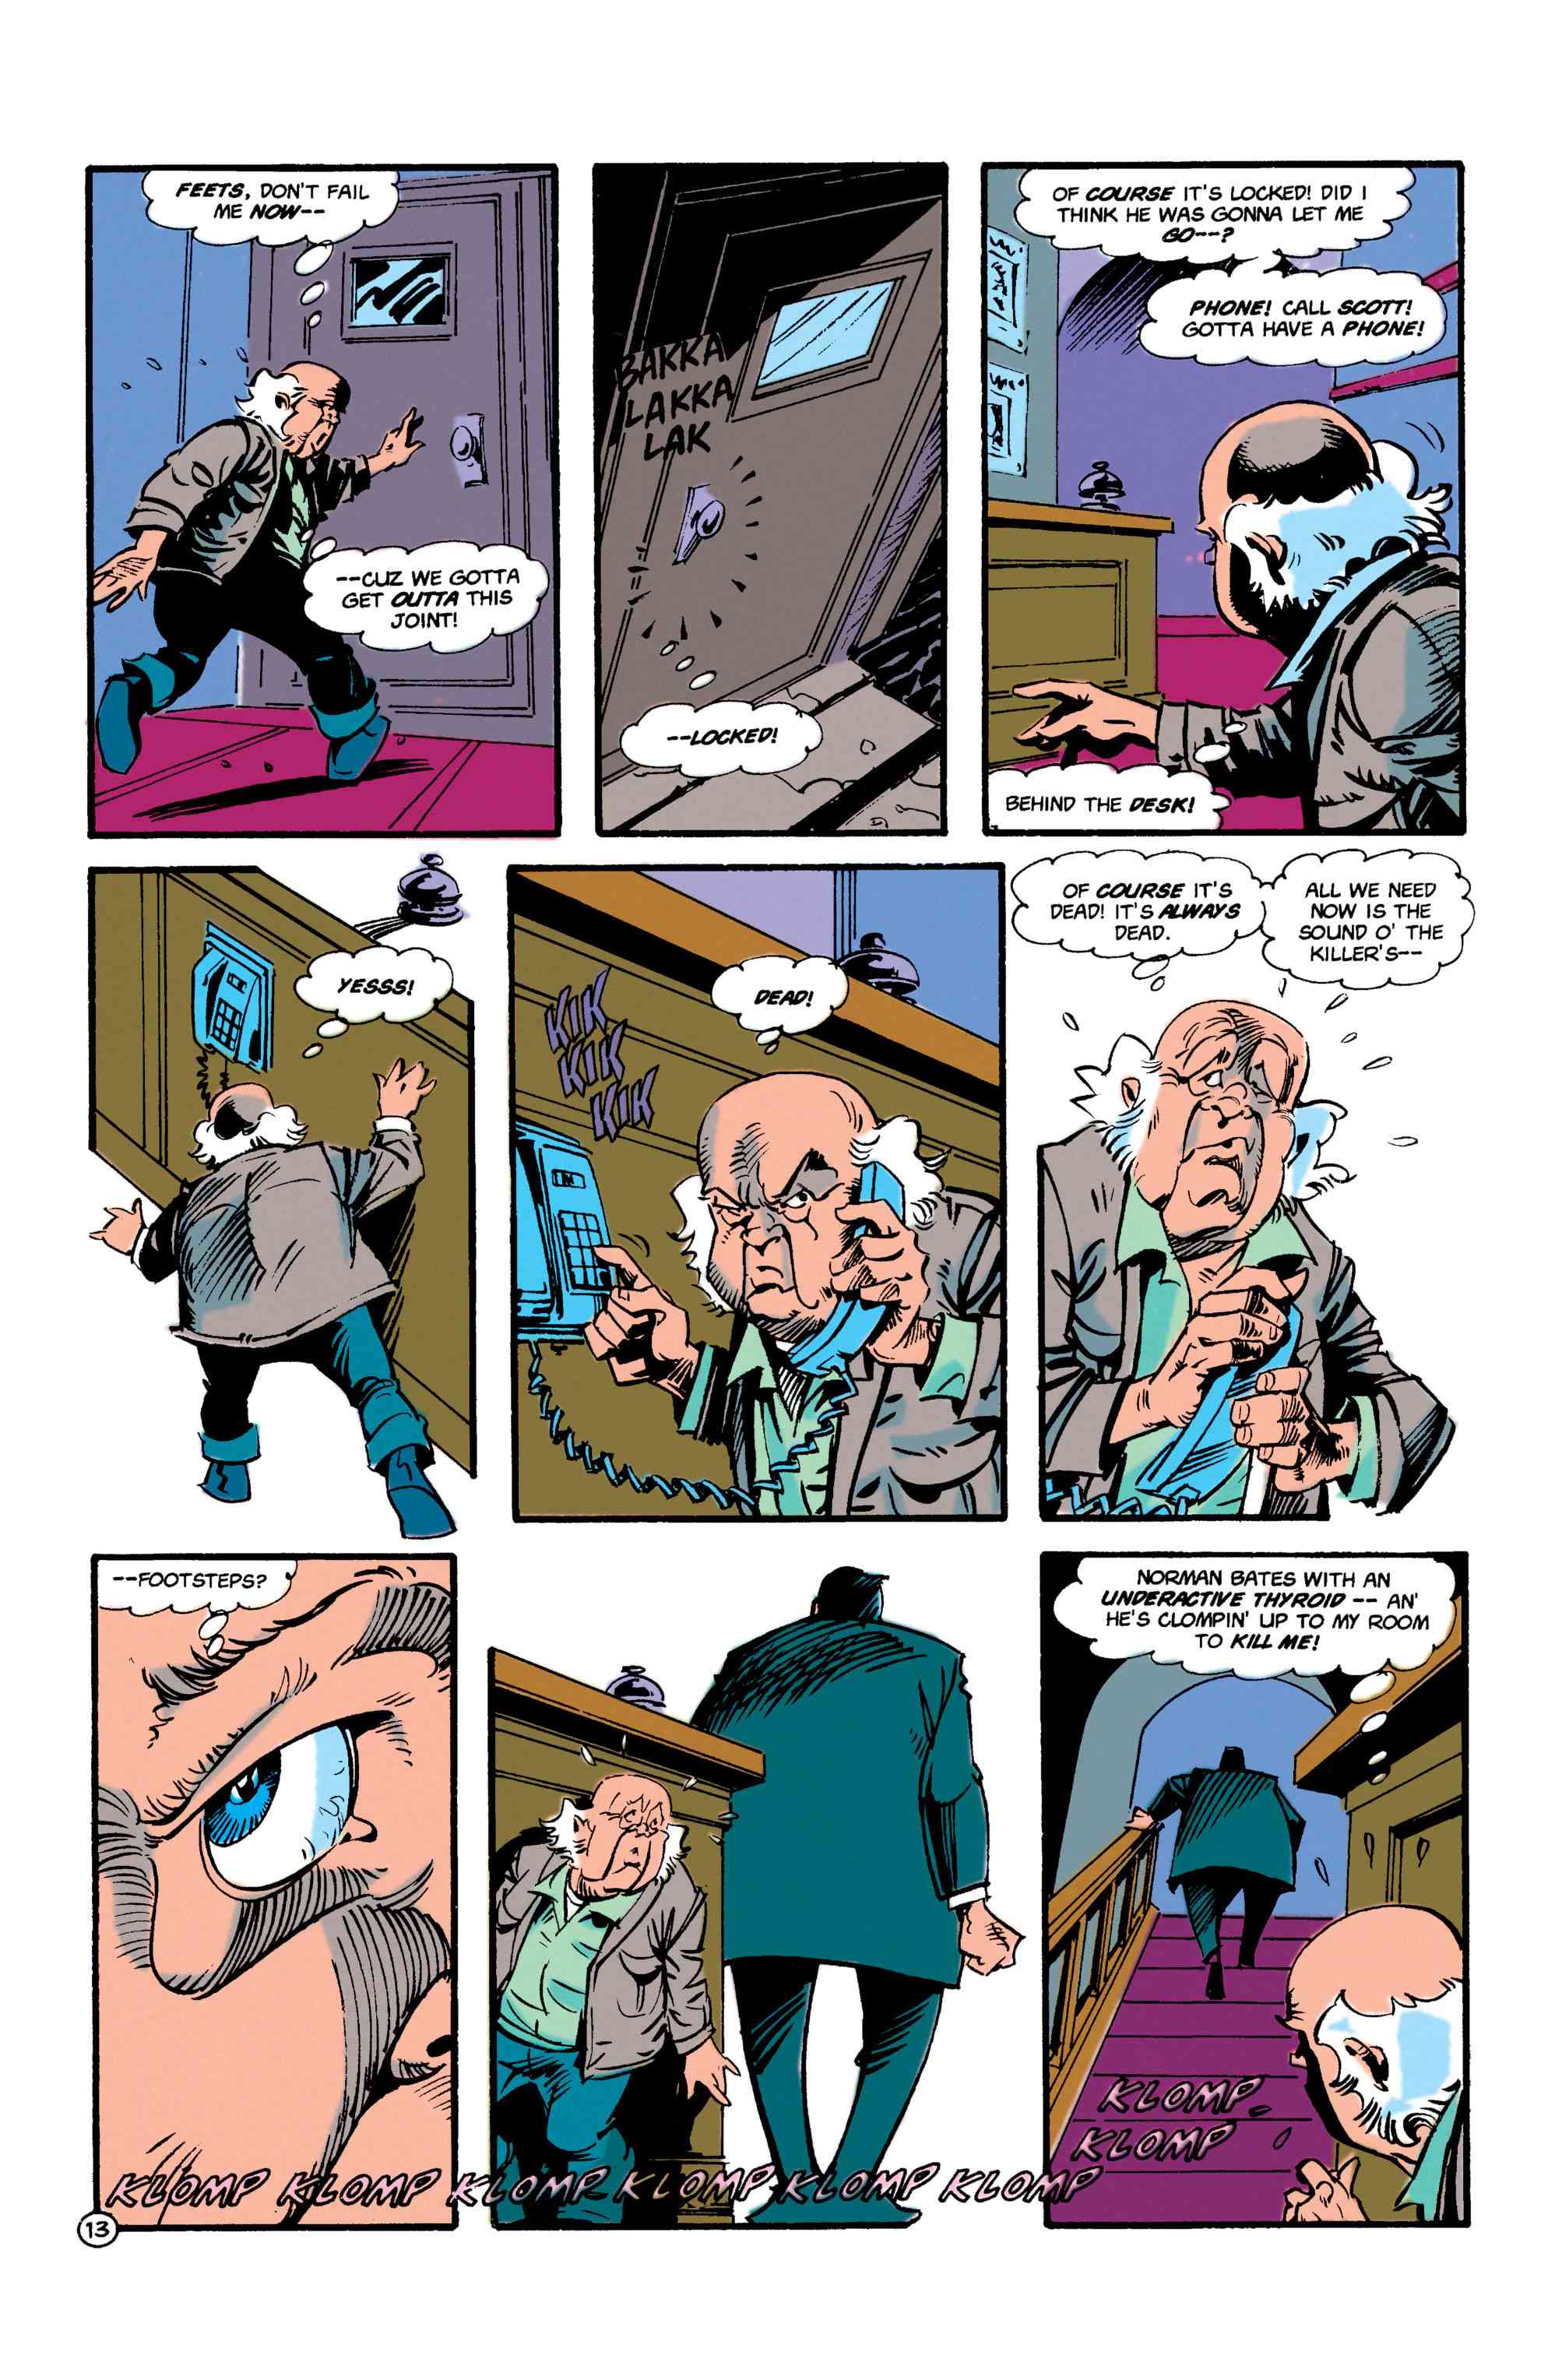 FEETS, DON'T FAIL
ME NOW--
--CUZ WE GOTTA
GET OUTTA THIS
JOINT!
BAKKA
LAKKA
LAK
--LOCKED!
OF COURSE IT'S LOCKED! DID I
THINK HE WAS GONNA LET ME
GO--?
PHONE! CALL SCOTT!
GOTTA HAVE A PHONE!
BEHIND THE DESK!
YESSS!
KIK
KIK
KIK
DEAD!
OF COURSE IT'S
DEAD! IT'S ALWAYS
DEAD.
ALL WE NEED
NOW IS THE
SOUND O' THE
KILLER'S--
--FOOTSTEPS?
KLOMP KLOMP KLOMP KLOMP KLOMP KLOMP
NORMAN BATES WITH AN
UNDERACTIVE THYROID -- AN'
HE'S CLOMPIN' UP TO MY ROOM
TO KILL ME!
KLOMP
KLOMP
13